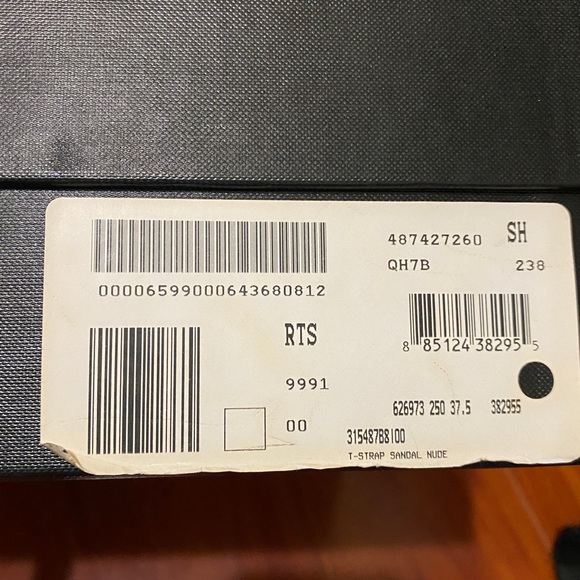 487427260 SH
QH7B 238
00006599000643680812
RTS
8 85124 38295 5
9991
626973 250 37.5 382955
00
315487B8I00
T-STRAP SANDAL NUDE